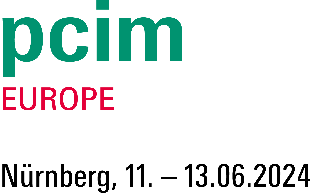 pcim
EUROPE
Nürnberg, 11. – 13.06.2024